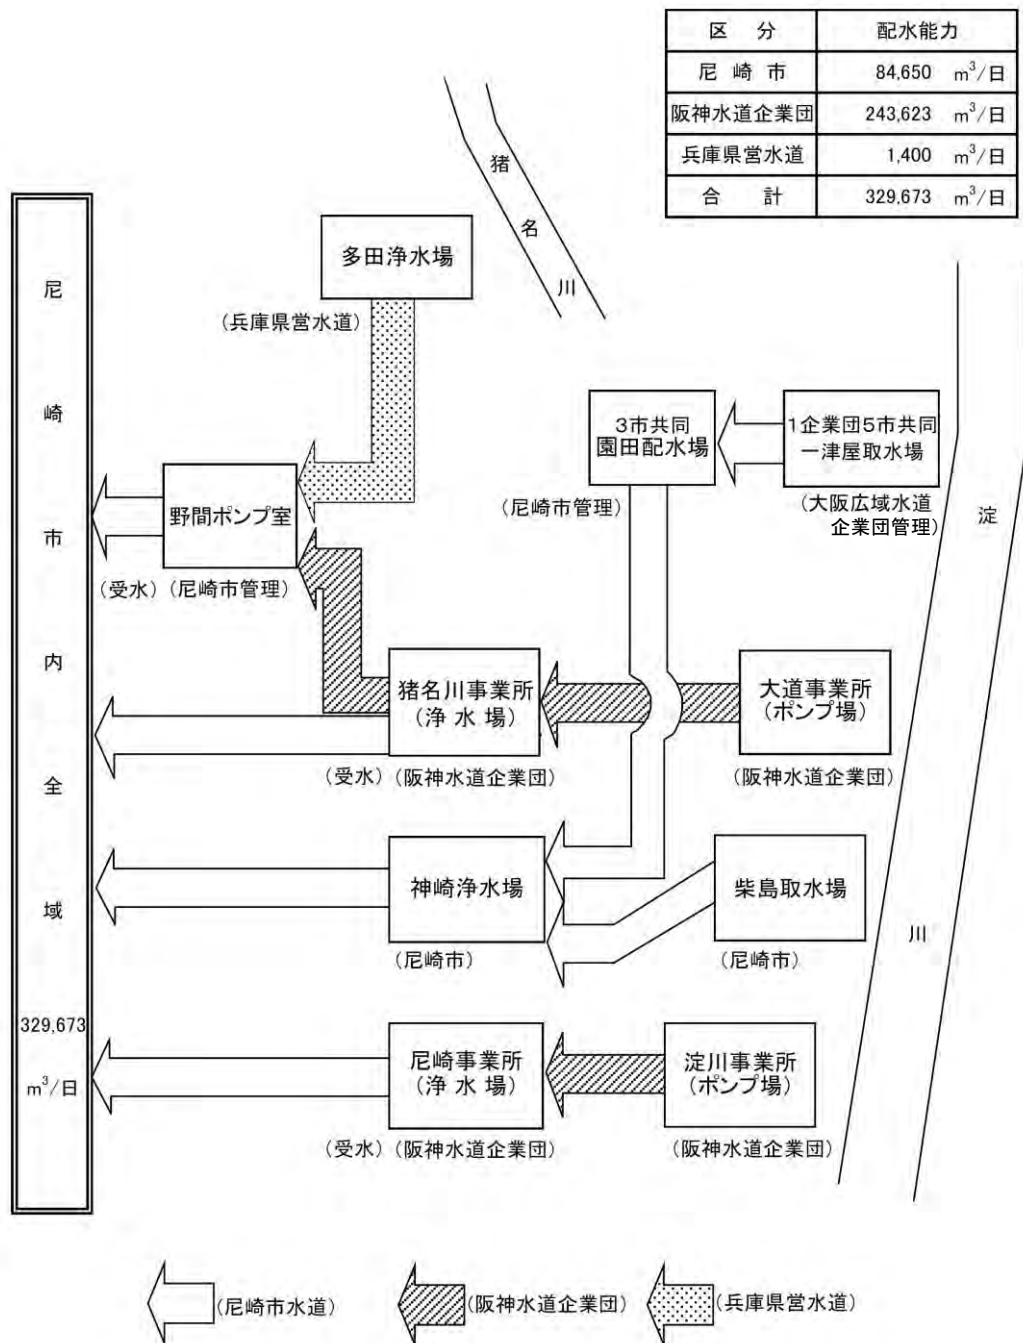 区 分 配水能力
尼 崎 市 84,650 m³/日
阪神水道企業団 243,623 m³/日
兵庫県営水道 1,400 m³/日
合 計 329,673 m³/日
猪名川
多田浄水場
(兵庫県営水道)
3市共同
園田配水場
(尼崎市管理)
1企業団5市共同
一津屋取水場
(大阪広域水道
企業団管理)
淀川
野間ポンプ室
(受水)(尼崎市管理)
猪名川事業所
(浄 水 場)
(受水)(阪神水道企業団)
大道事業所
(ポンプ場)
(阪神水道企業団)
神崎浄水場
(尼崎市)
柴島取水場
(尼崎市)
尼崎事業所
(浄 水 場)
(受水)(阪神水道企業団)
淀川事業所
(ポンプ場)
(阪神水道企業団)
尼崎市内全域
329,673
m³/日
(尼崎市水道)
(阪神水道企業団)
(兵庫県営水道)